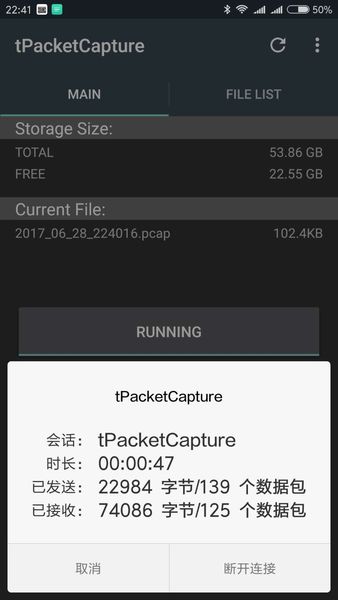 22:41 50%
tPacketCapture
MAIN FILE LIST
Storage Size:
TOTAL 53.86 GB
FREE 22.55 GB
Current File:
2017_06_28_224016.pcap 102.4KB
RUNNING
tPacketCapture
会话: tPacketCapture
时长: 00:00:47
已发送: 22984 字节/139 个数据包
已接收: 74086 字节/125 个数据包
取消 断开连接